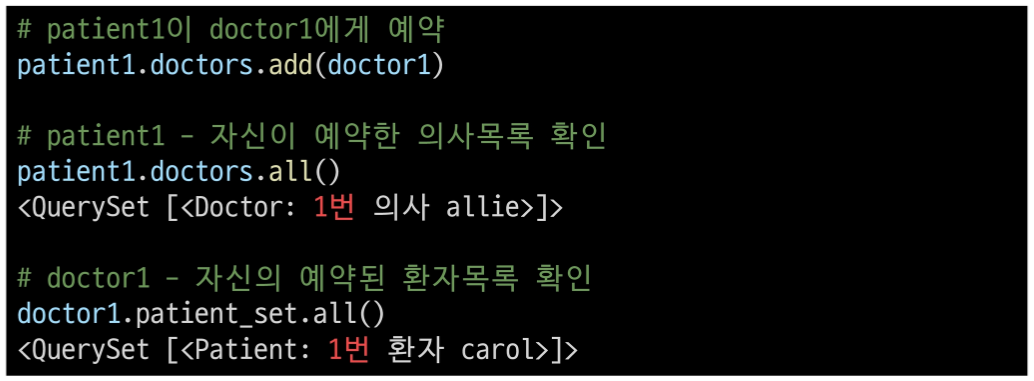 # patient1이 doctor1에게 예약
patient1.doctors.add(doctor1)
# patient1 - 자신이 예약한 의사목록 확인
patient1.doctors.all()
<QuerySet [<Doctor: 1번 의사 allie>]>
# doctor1 - 자신의 예약된 환자목록 확인
doctor1.patient_set.all()
<QuerySet [<Patient: 1번 환자 carol>]>